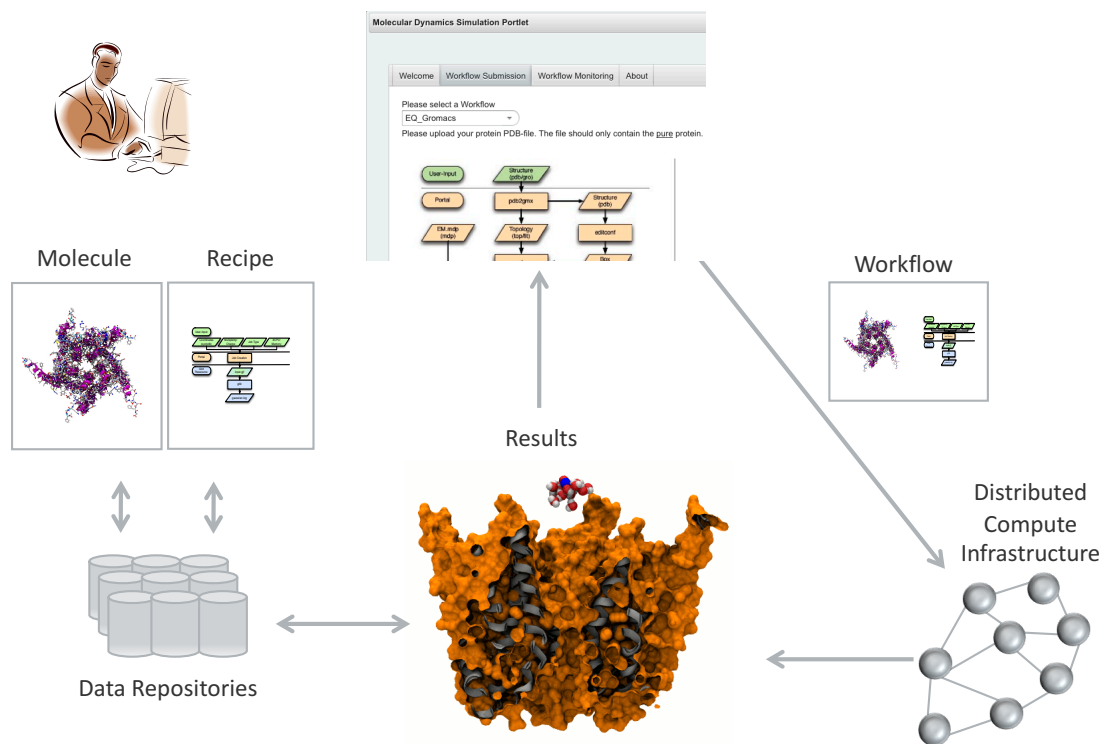 Molecular Dynamics Simulation Portlet
Welcome
Workflow Submission
Workflow Monitoring
About
Please select a Workflow
EQ_Gromacs
Please upload your protein PDB-file. The file should only contain the pure protein.
User-Input
Structure
(pdb/gro)
Portal
pdb2gmx
Structure
(pdb)
EM.mdp
(mdp)
Topology
(top/itt)
editconf
Box
Molecule
Recipe
Workflow
Results
Distributed
Compute
Infrastructure
Data Repositories